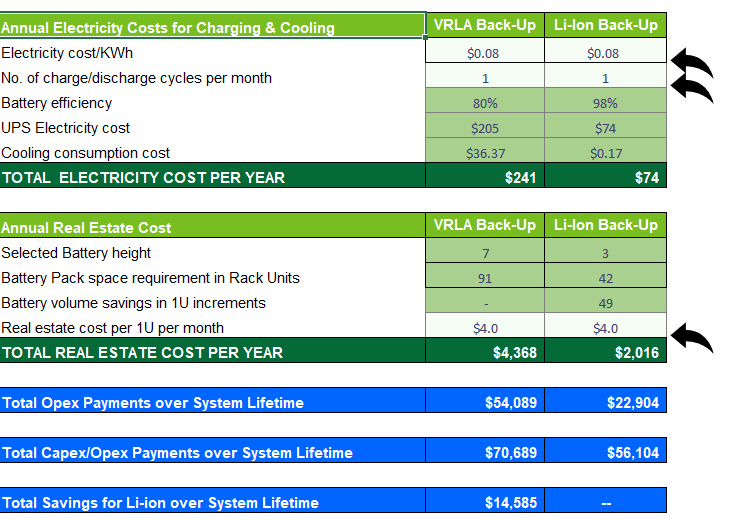 Annual Electricity Costs for Charging & Cooling VRLA Back-Up Li-Ion Back-Up
Electricity cost/KWh $0.08 $0.08
No. of charge/discharge cycles per month 1 1
Battery efficiency 80% 98%
UPS Electricity cost $205 $74
Cooling consumption cost $36.37 $0.17
TOTAL ELECTRICITY COST PER YEAR $241 $74
Annual Real Estate Cost VRLA Back-Up Li-Ion Back-Up
Selected Battery height 7 3
Battery Pack space requirement in Rack Units 91 42
Battery volume savings in 1U increments - 49
Real estate cost per 1U per month $4.0 $4.0
TOTAL REAL ESTATE COST PER YEAR $4,368 $2,016
Total Opex Payments over System Lifetime $54,089 $22,904
Total Capex/Opex Payments over System Lifetime $70,689 $56,104
Total Savings for Li-ion over System Lifetime $14,585 --